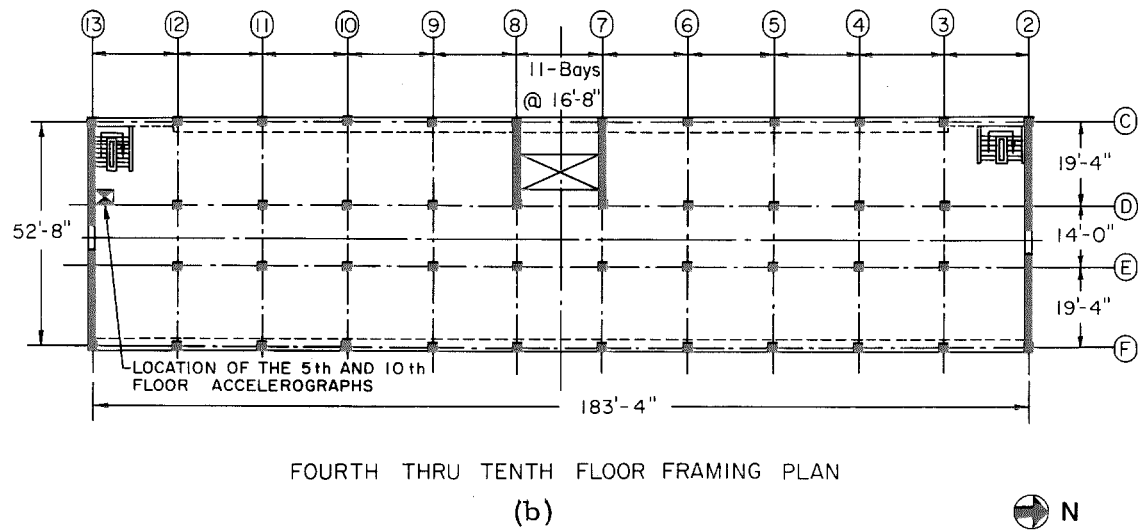 13 12 11 10 9 8 7 6 5 4 3 2
11-Bays
@ 16'-8"
C
19'-4"
D
52'-8"
14'-0"
E
19'-4"
F
LOCATION OF THE 5th AND 10th
FLOOR ACCELEROGRAPHS
183'-4"
FOURTH THRU TENTH FLOOR FRAMING PLAN
(b)
N